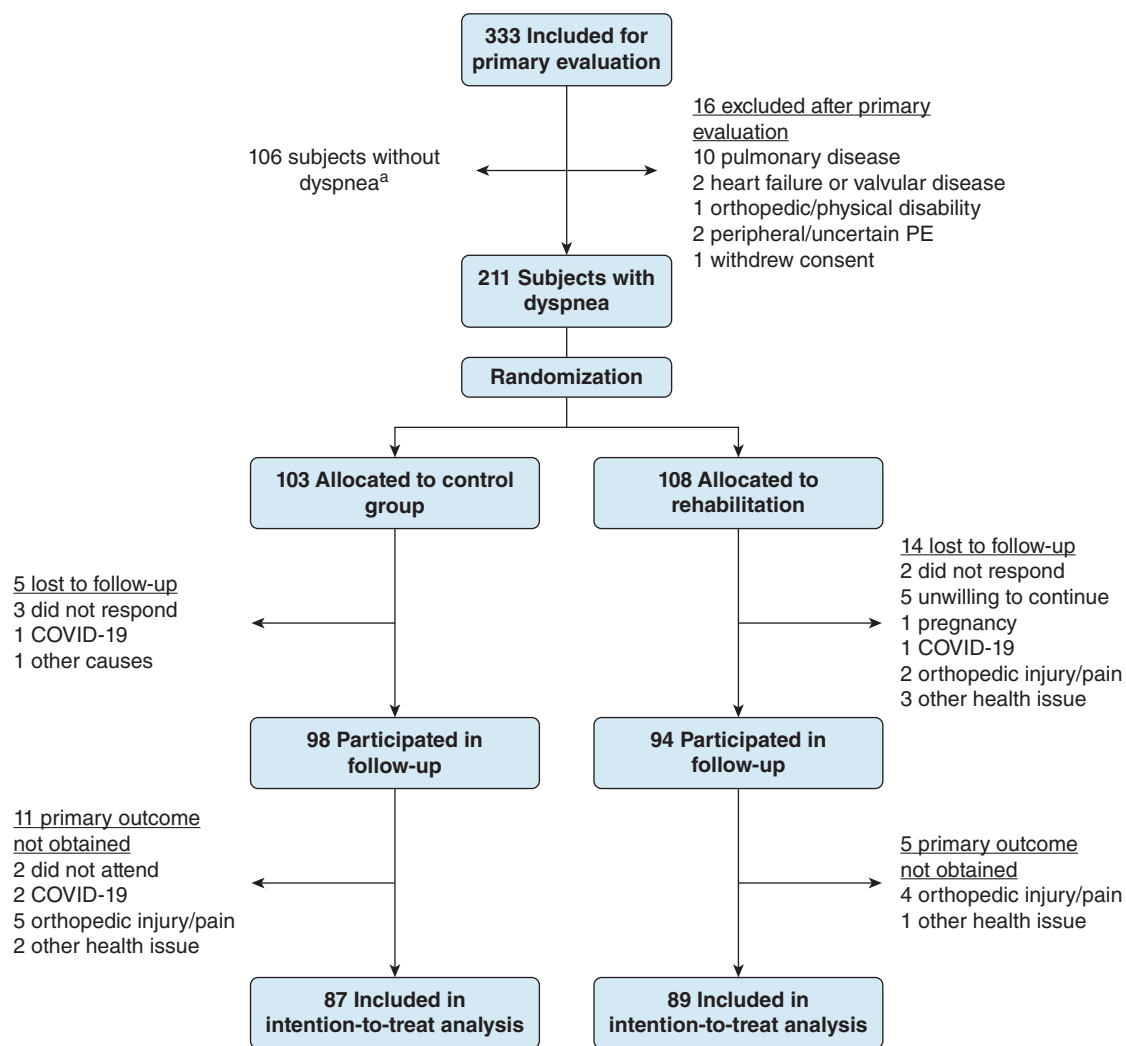 333 Included for
primary evaluation
106 subjects without
dyspneaa
16 excluded after primary
evaluation
10 pulmonary disease
2 heart failure or valvular disease
1 orthopedic/physical disability
2 peripheral/uncertain PE
1 withdrew consent
211 Subjects with
dyspnea
Randomization
103 Allocated to control
group
108 Allocated to
rehabilitation
5 lost to follow-up
3 did not respond
1 COVID-19
1 other causes
14 lost to follow-up
2 did not respond
5 unwilling to continue
1 pregnancy
1 COVID-19
2 orthopedic injury/pain
3 other health issue
98 Participated in
follow-up
94 Participated in
follow-up
11 primary outcome
not obtained
2 did not attend
2 COVID-19
5 orthopedic injury/pain
2 other health issue
5 primary outcome
not obtained
4 orthopedic injury/pain
1 other health issue
87 Included in
intention-to-treat analysis
89 Included in
intention-to-treat analysis